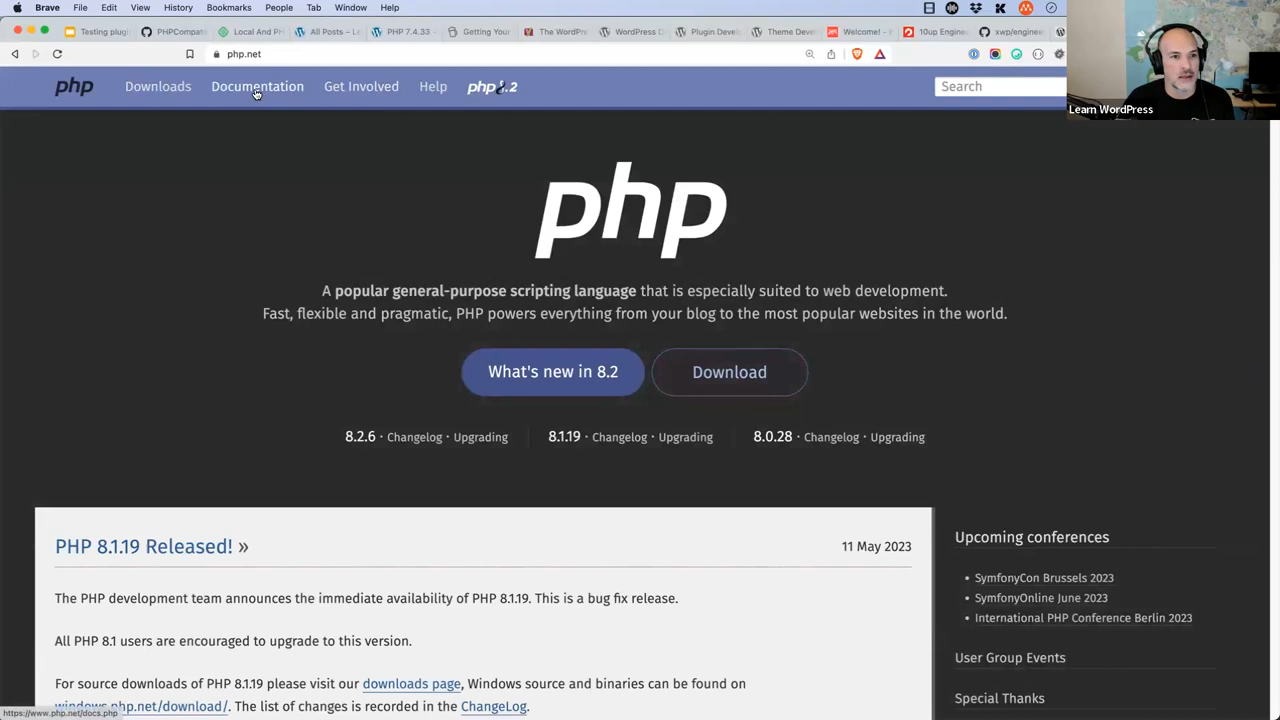 Brave File Edit View History Bookmarks People Tab Window Help
Testing plugi PHPCompat Local And PH All Posts – Le PHP 7.4.33 - Getting Your The WordPre WordPress D Plugin Develo Theme Devel Welcome! - H 10up Enginee xwp/enginee
php.net
php Downloads Documentation Get Involved Help php8.2 Search
Learn WordPress
php
A popular general-purpose scripting language that is especially suited to web development.
Fast, flexible and pragmatic, PHP powers everything from your blog to the most popular websites in the world.
What's new in 8.2 Download
8.2.6 · Changelog · Upgrading 8.1.19 · Changelog · Upgrading 8.0.28 · Changelog · Upgrading
PHP 8.1.19 Released! » 11 May 2023
The PHP development team announces the immediate availability of PHP 8.1.19. This is a bug fix release.
All PHP 8.1 users are encouraged to upgrade to this version.
For source downloads of PHP 8.1.19 please visit our downloads page, Windows source and binaries can be found on
windows.php.net/download/. The list of changes is recorded in the ChangeLog.
Upcoming conferences
• SymfonyCon Brussels 2023
• SymfonyOnline June 2023
• International PHP Conference Berlin 2023
User Group Events
Special Thanks
https://www.php.net/docs.php